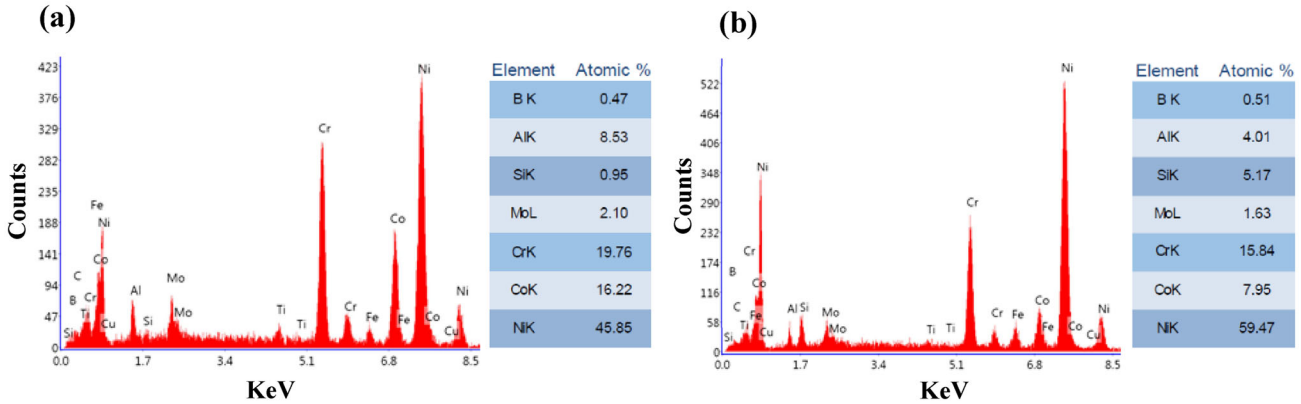 (a)
423
376
329
282
235
188
141
94
47
0
Counts
0.0 1.7 3.4 5.1 6.8 8.5
KeV
Fe
Ni
Co
C
B
Cr
Ti
Si
Cu
Al
Si
Mo
Mo
Ti
Ti
Cr
Cr
Fe
Co
Fe
Ni
Co
Cu
Ni
Element Atomic %
B K 0.47
AlK 8.53
SiK 0.95
MoL 2.10
CrK 19.76
CoK 16.22
NiK 45.85
(b)
522
464
406
348
290
232
174
116
58
0
Counts
0.0 1.7 3.4 5.1 6.8 8.5
KeV
Ni
Cr
B
Co
C
Fe
Ti
Cu
Si
Al
Si
Mo
Mo
Ti
Ti
Cr
Cr
Fe
Co
Fe
Ni
Co
Cu
Ni
Element Atomic %
B K 0.51
AlK 4.01
SiK 5.17
MoL 1.63
CrK 15.84
CoK 7.95
NiK 59.47